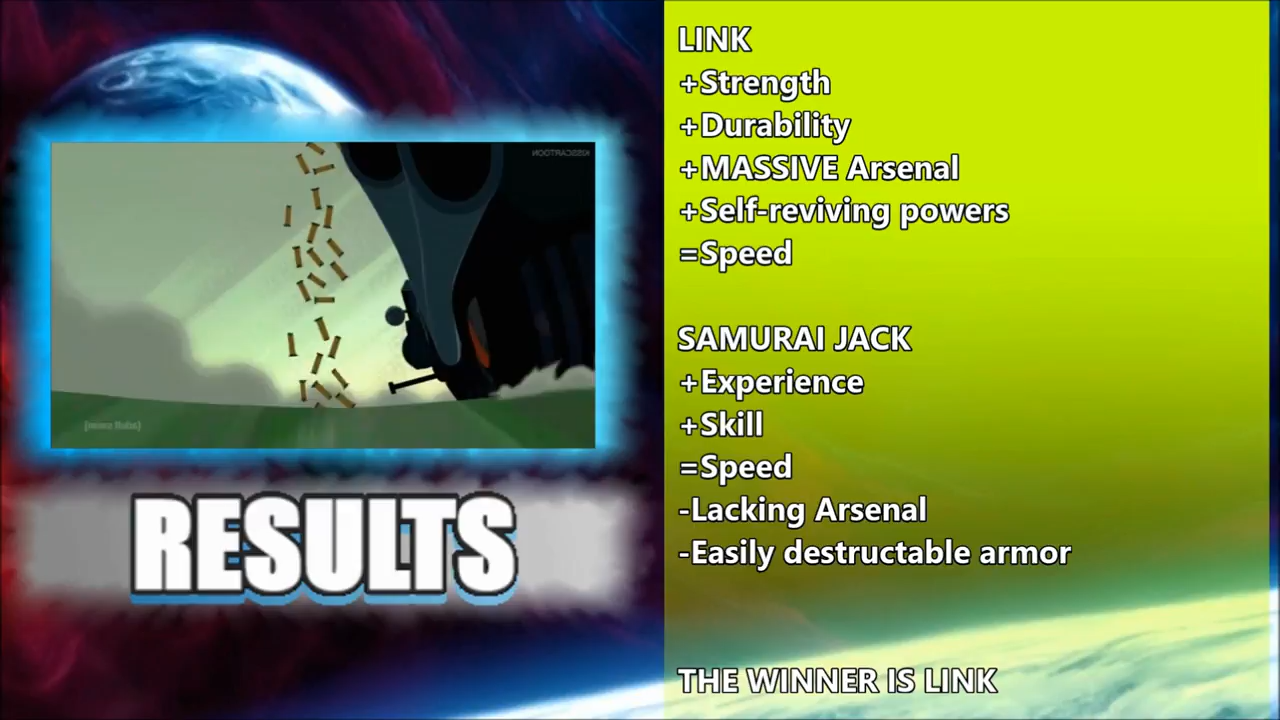 LINK
+Strength
+Durability
+MASSIVE Arsenal
+Self-reviving powers
=Speed
SAMURAI JACK
+Experience
+Skill
=Speed
-Lacking Arsenal
-Easily destructable armor
THE WINNER IS LINK
RESULTS
KISSCARTOON